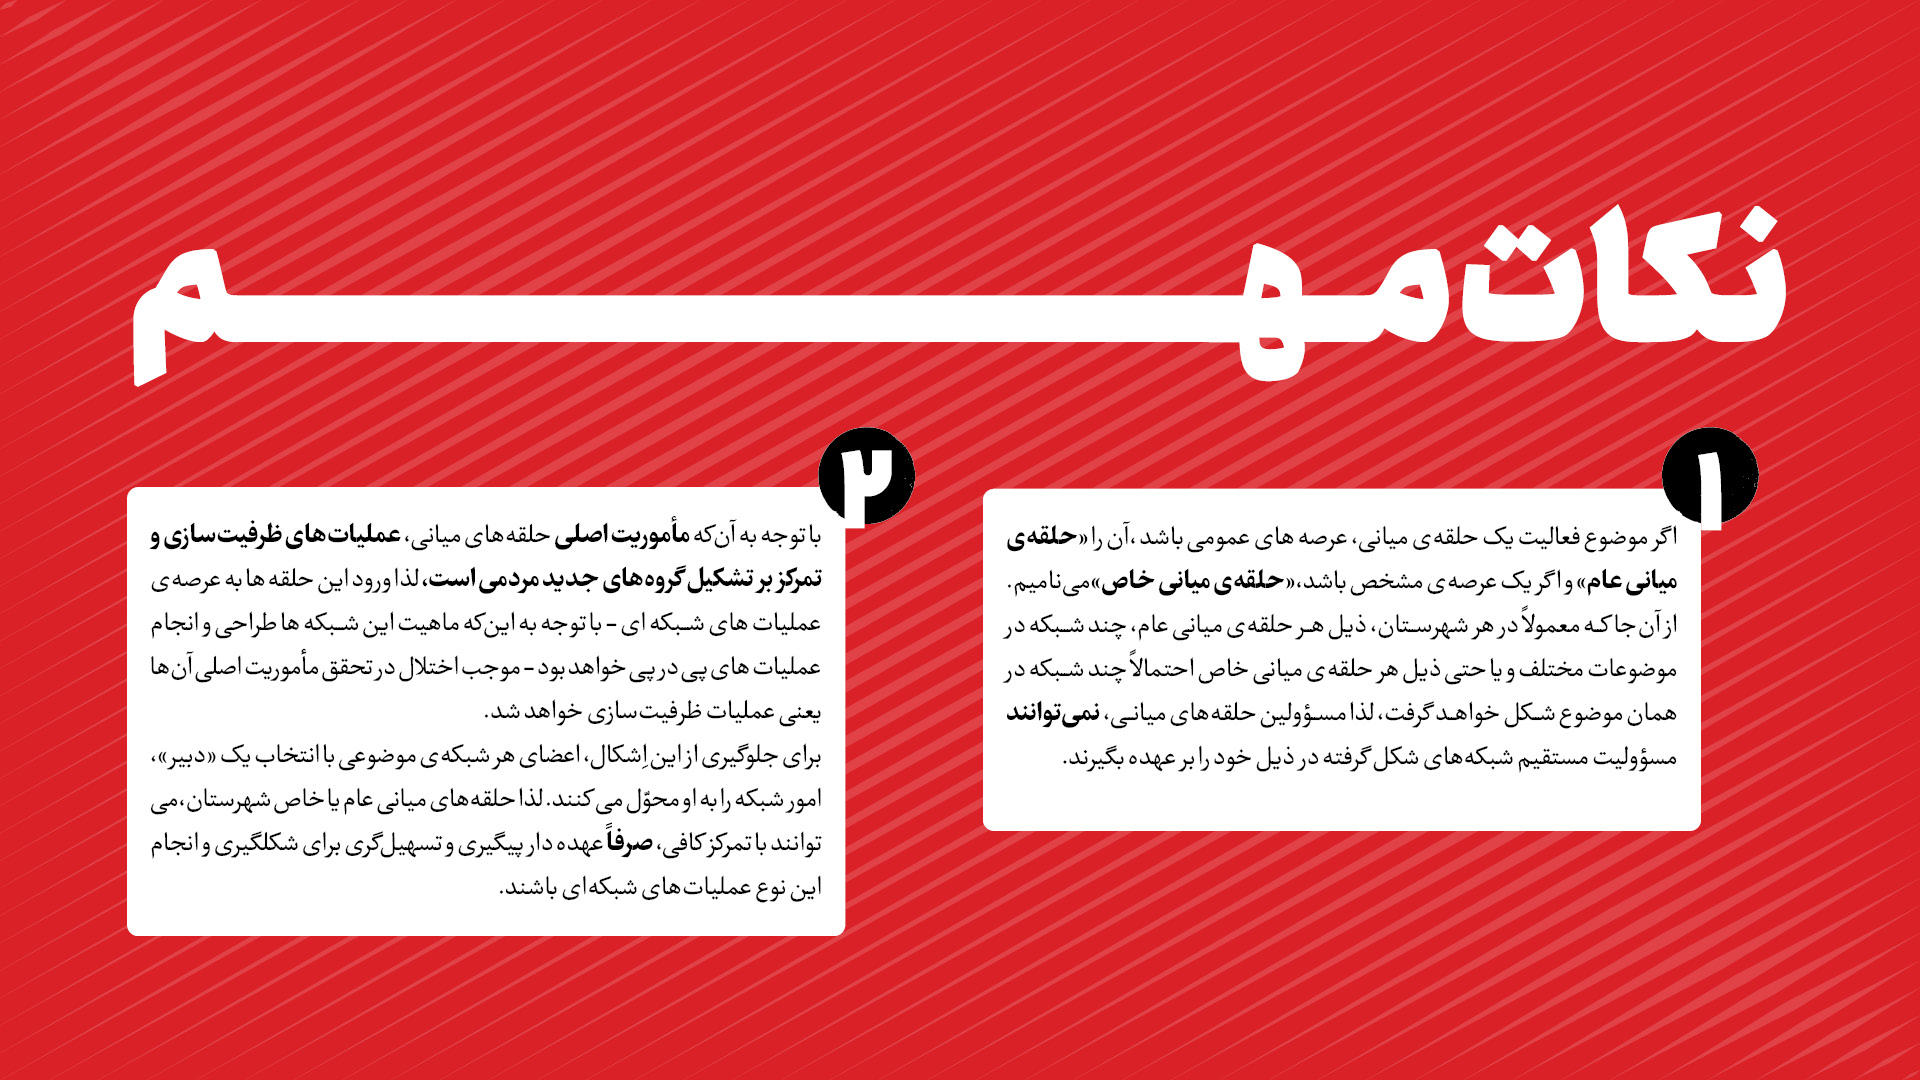 نکات مهم
۱
اگر موضوع فعالیت یک حلقه‌ی میانی، عرصه های عمومی باشد ،آن را «حلقه‌ی
میانی عام» و اگر یک عرصه‌ی مشخص باشد،«حلقه‌ی میانی خاص»می‌نامیم.
از آن جا که معمولاً در هر شهرستان، ذیل هر حلقه‌ی میانی عام، چند شبکه در
موضوعات مختلف و یا حتی ذیل هر حلقه‌ی میانی خاص احتمالاً چند شبکه در
همان موضوع شکل خواهد گرفت، لذا مسؤولین حلقه‌های میانی، نمی‌توانند
مسؤولیت مستقیم شبکه‌های شکل گرفته در ذیل خود را بر عهده بگیرند.
۲
با توجه به آن‌که مأموریت اصلی حلقه‌های میانی، عملیات‌های ظرفیت‌سازی و
تمرکز بر تشکیل گروه‌های جدید مردمی است، لذا ورود این حلقه ها به عرصه‌ی
عملیات های شبکه ای - با توجه به این‌که ماهیت این شبکه ها طراحی و انجام
عملیات های پی در پی خواهد بود - موجب اختلال در تحقق مأموریت اصلی آن‌ها
یعنی عملیات ظرفیت‌سازی خواهد شد.
برای جلوگیری از این اِشکال، اعضای هر شبکه‌ی موضوعی با انتخاب یک «دبیر»،
امور شبکه را به او محوّل می‌کنند. لذا حلقه‌های میانی عام یا خاص شهرستان ،می
توانند با تمرکز کافی، صرفاً عهده دار پیگیری و تسهیل‌گری برای شکلگیری و انجام
این نوع عملیات‌های شبکه‌ای باشند.